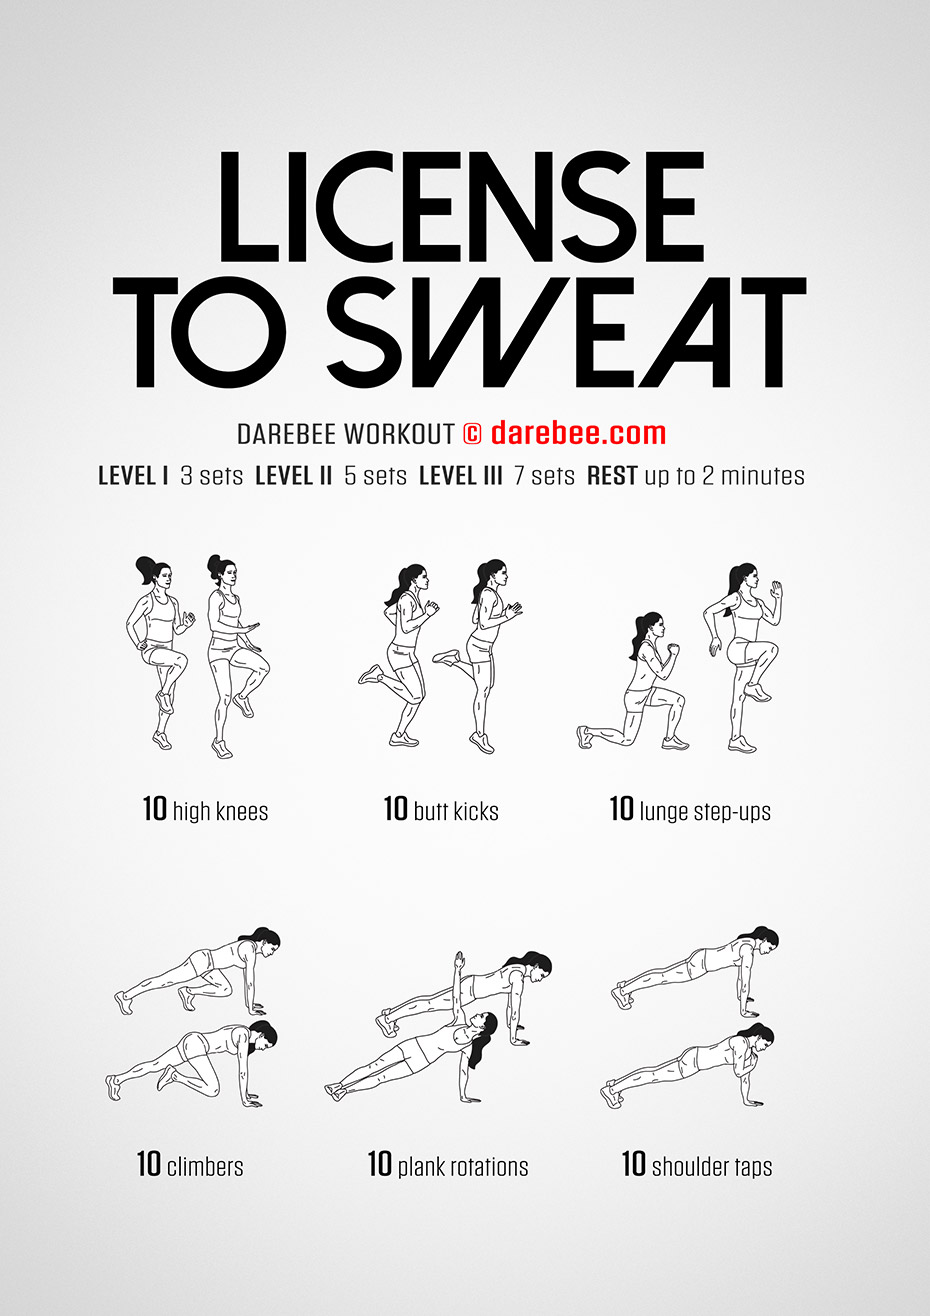 LICENSE
TO SWEAT
DAREBEE WORKOUT © darebee.com
LEVEL I 3 sets LEVEL II 5 sets LEVEL III 7 sets REST up to 2 minutes
10 high knees
10 butt kicks
10 lunge step-ups
10 climbers
10 plank rotations
10 shoulder taps